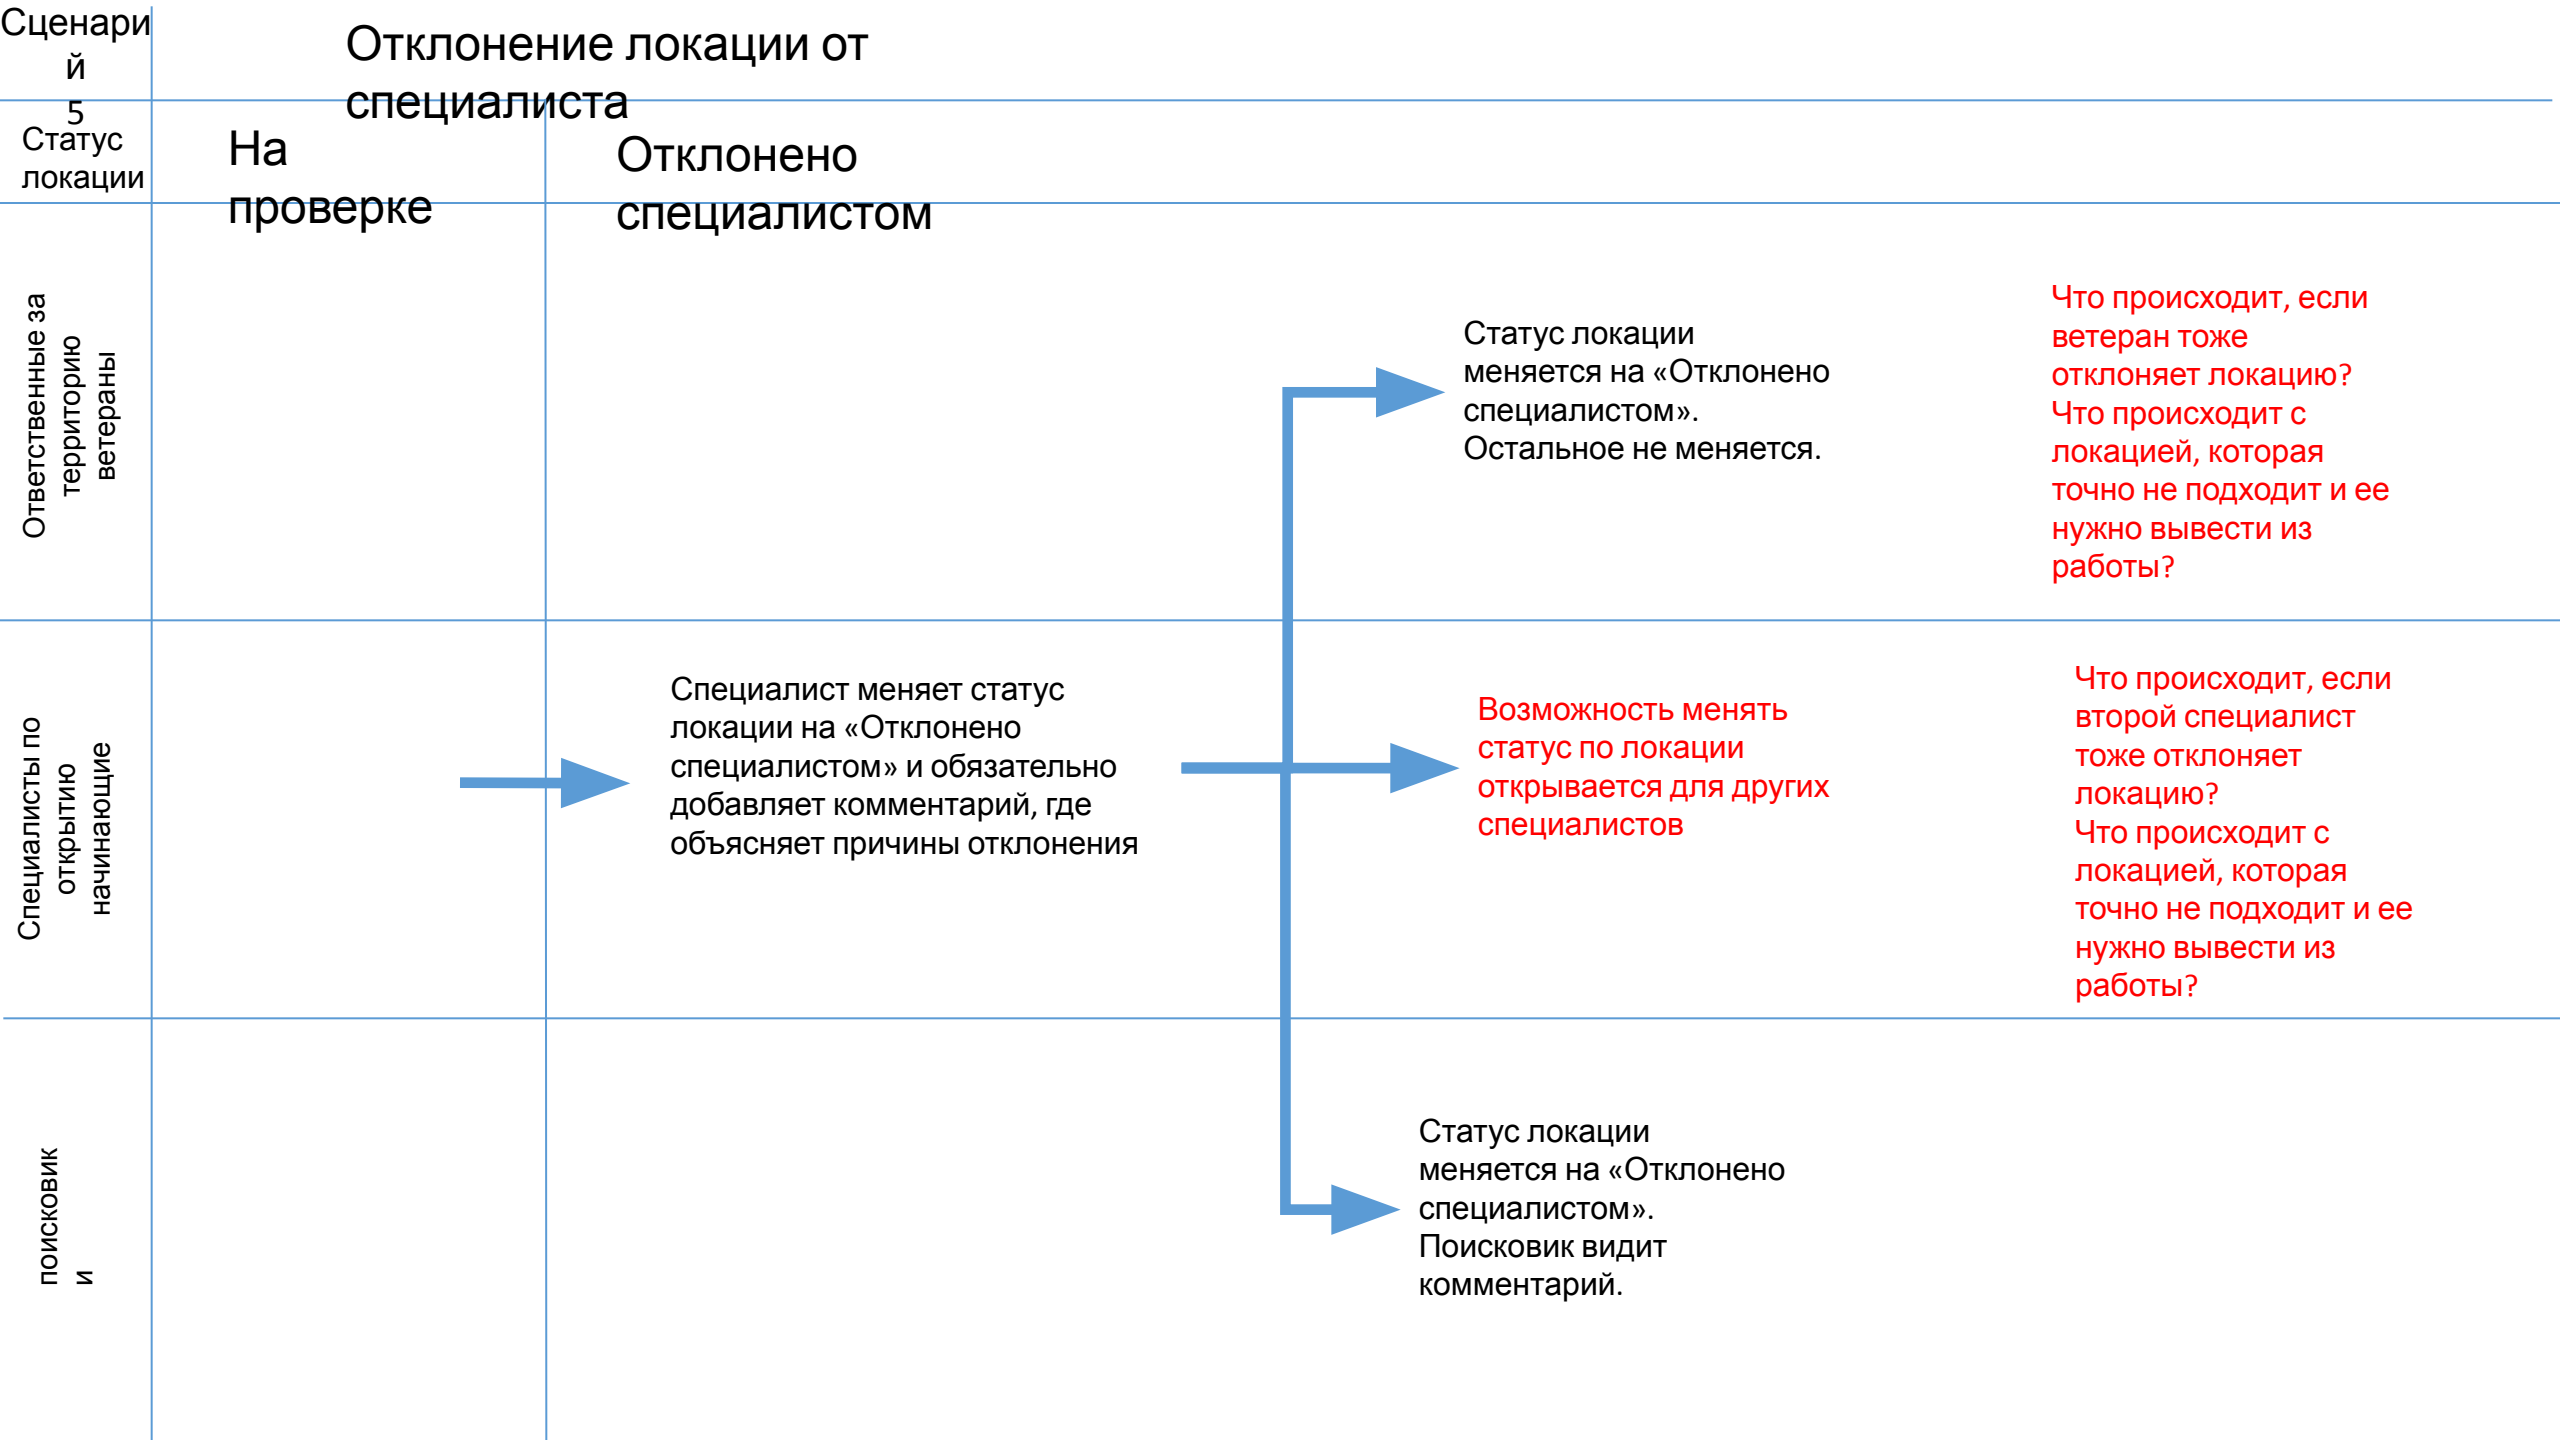 Сценари
й
5
Отклонение локации от
специалиста
Статус
локации
На
проверке
Отклонено
специалистом
Ответственные за
территорию
ветераны
Статус локации
меняется на «Отклонено
специалистом».
Остальное не меняется.
Что происходит, если
ветеран тоже
отклоняет локацию?
Что происходит с
локацией, которая
точно не подходит и ее
нужно вывести из
работы?
Специалисты по
открытию
начинающие
Специалист меняет статус
локации на «Отклонено
специалистом» и обязательно
добавляет комментарий, где
объясняет причины отклонения
Возможность менять
статус по локации
открывается для других
специалистов
Что происходит, если
второй специалист
тоже отклоняет
локацию?
Что происходит с
локацией, которая
точно не подходит и ее
нужно вывести из
работы?
поисковик
и
Статус локации
меняется на «Отклонено
специалистом».
Поисковик видит
комментарий.